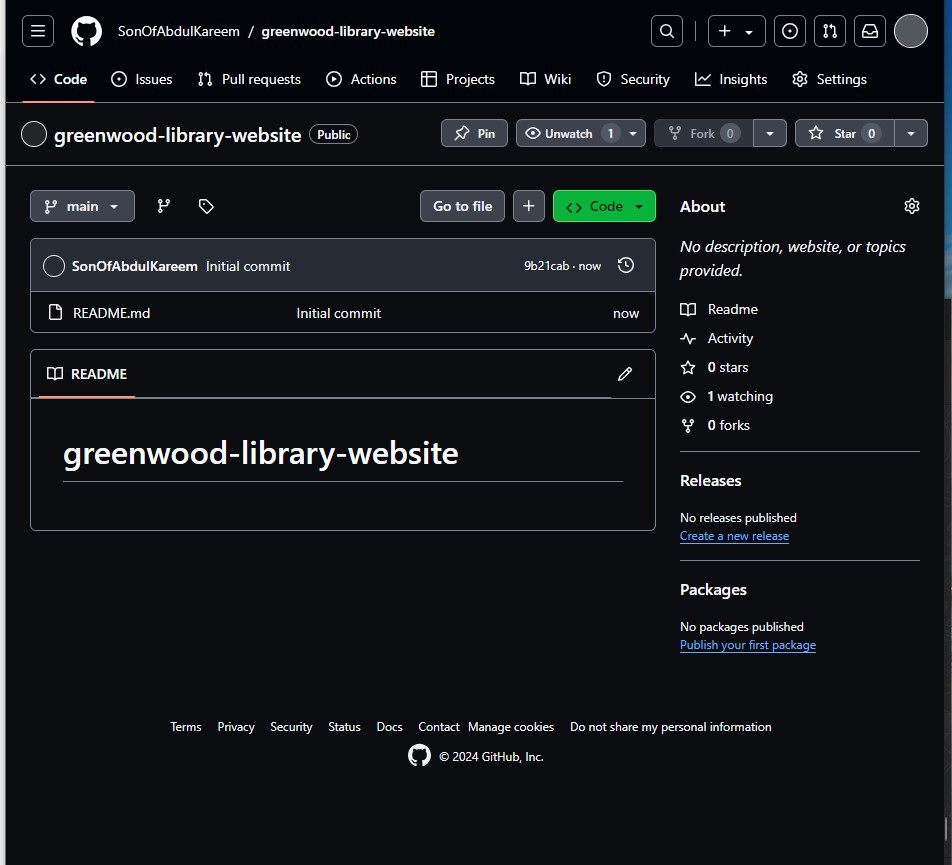 SonOfAbdulKareem / greenwood-library-website
Code Issues Pull requests Actions Projects Wiki Security Insights Settings
greenwood-library-website Public Pin Unwatch 1 Fork 0 Star 0
main Go to file Code
SonOfAbdulKareem Initial commit 9b21cab · now
README.md Initial commit now
README
greenwood-library-website
About
No description, website, or topics
provided.
Readme
Activity
0 stars
1 watching
0 forks
Releases
No releases published
Create a new release
Packages
No packages published
Publish your first package
Terms Privacy Security Status Docs Contact Manage cookies Do not share my personal information
© 2024 GitHub, Inc.